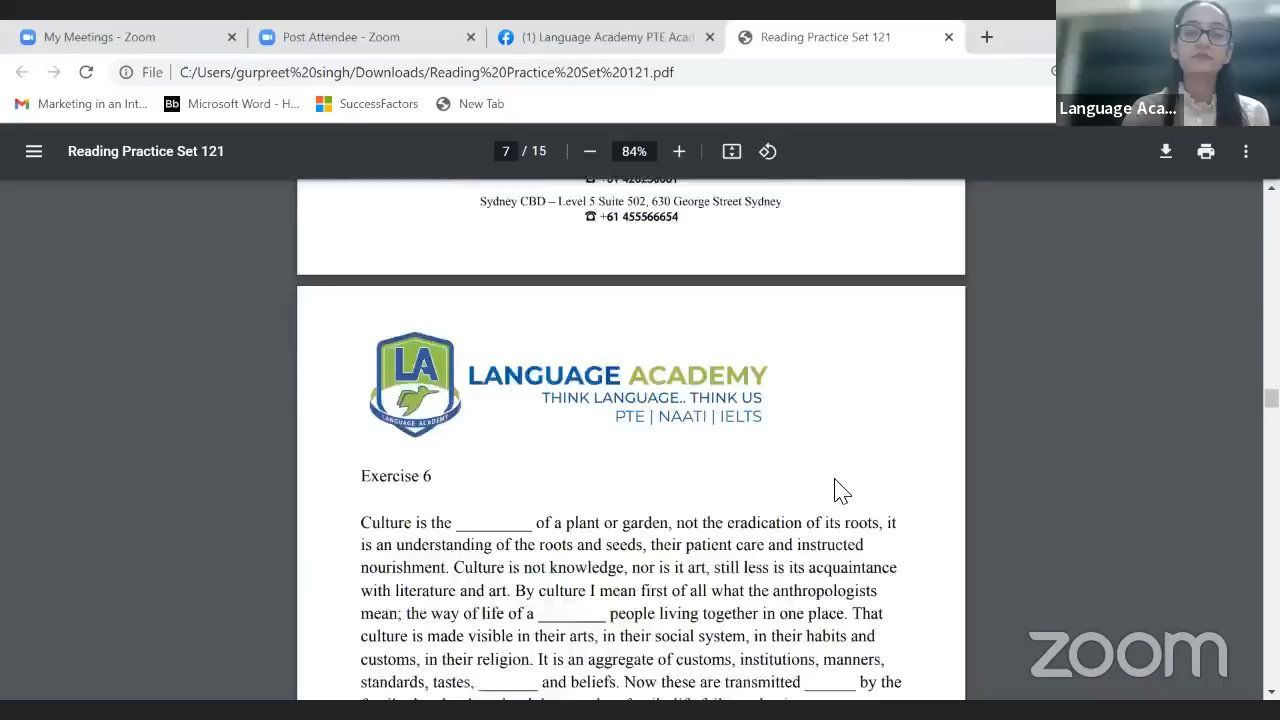 My Meetings - Zoom
Post Attendee - Zoom
(1) Language Academy PTE Acad
Reading Practice Set 121
File
C:/Users/gurpreet%20singh/Downloads/Reading%20Practice%20Set%20121.pdf
Marketing in an Int...
Bb Microsoft Word - H...
SuccessFactors
New Tab
Language Aca...
Reading Practice Set 121
7 / 15
84%
Sydney CBD – Level 5 Suite 502, 630 George Street Sydney
☎ +61 455566654
LA
LANGUAGE ACADEMY
LANGUAGE ACADEMY
THINK LANGUAGE.. THINK US
PTE | NAATI | IELTS
Exercise 6
Culture is the _________ of a plant or garden, not the eradication of its roots, it
is an understanding of the roots and seeds, their patient care and instructed
nourishment. Culture is not knowledge, nor is it art, still less is its acquaintance
with literature and art. By culture I mean first of all what the anthropologists
mean; the way of life of a ________ people living together in one place. That
culture is made visible in their arts, in their social system, in their habits and
customs, in their religion. It is an aggregate of customs, institutions, manners,
standards, tastes, _______ and beliefs. Now these are transmitted ______ by the
zoom